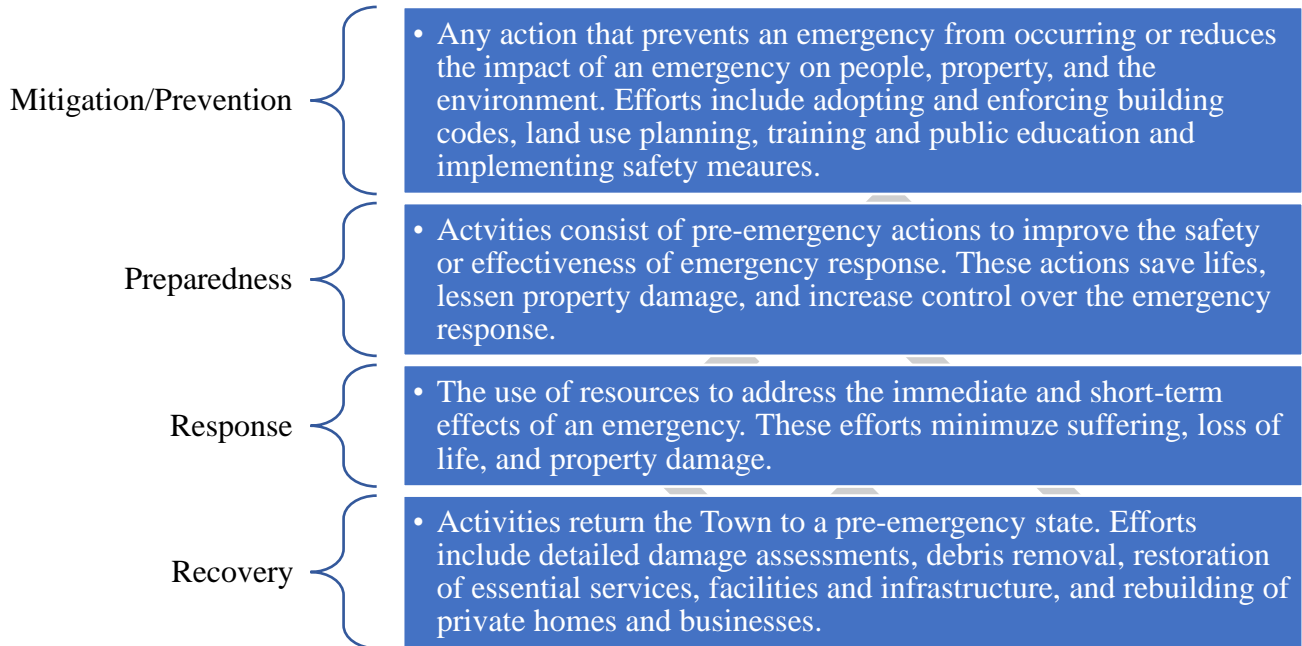 Mitigation/Prevention
• Any action that prevents an emergency from occurring or reduces
the impact of an emergency on people, property, and the
environment. Efforts include adopting and enforcing building
codes, land use planning, training and public education and
implementing safety meaures.
Preparedness
• Actvities consist of pre-emergency actions to improve the safety
or effectiveness of emergency response. These actions save lifes,
lessen property damage, and increase control over the emergency
response.
Response
• The use of resources to address the immediate and short-term
effects of an emergency. These efforts minimuze suffering, loss of
life, and property damage.
Recovery
• Activities return the Town to a pre-emergency state. Efforts
include detailed damage assessments, debris removal, restoration
of essential services, facilities and infrastructure, and rebuilding of
private homes and businesses.